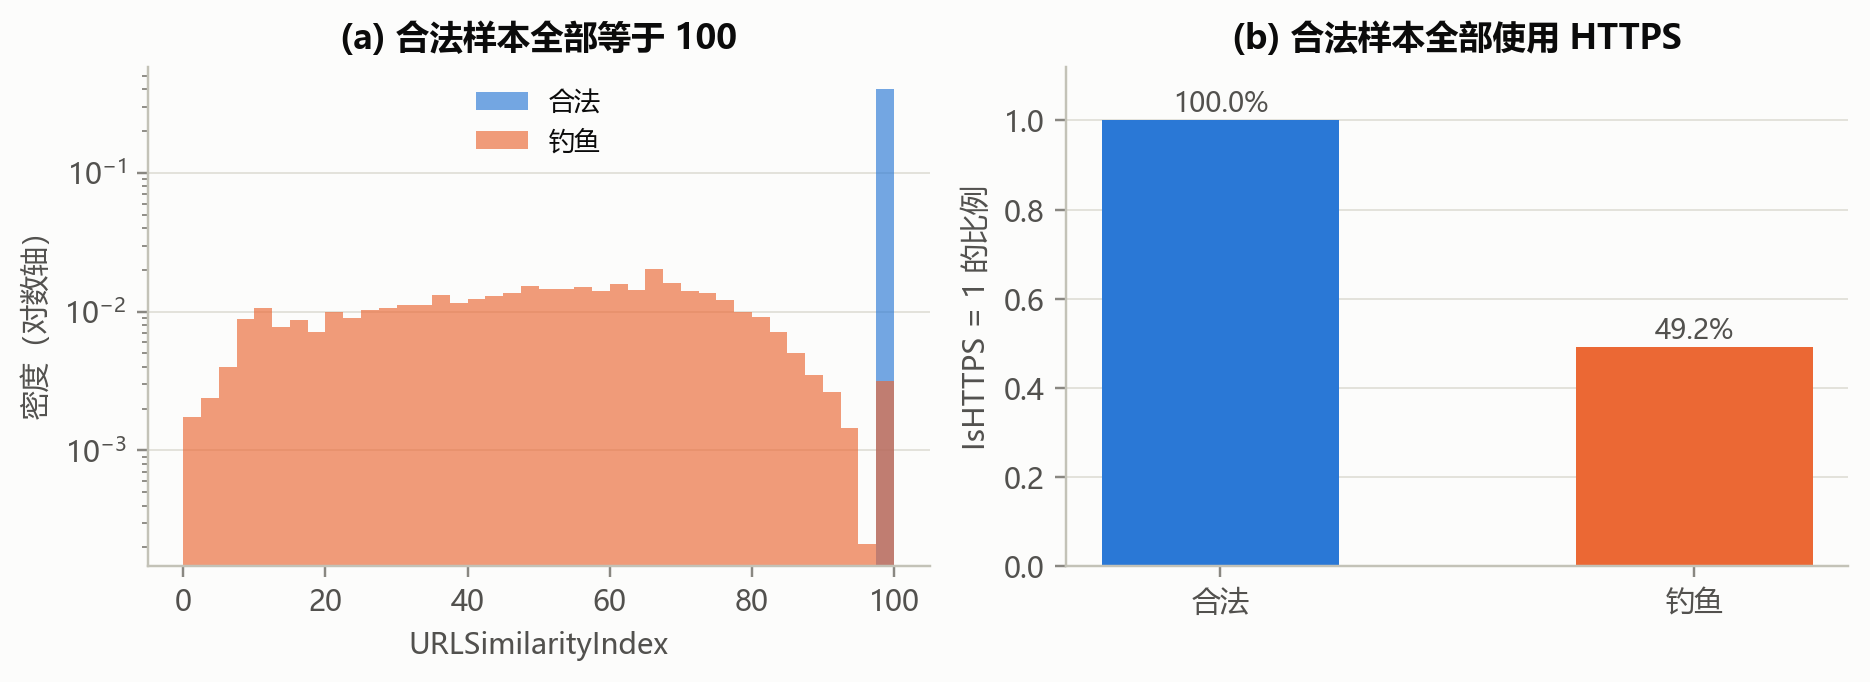 (a) 合法样本全部等于 100
合法
钓鱼
密度（对数轴）
10⁻¹
10⁻²
10⁻³
0 20 40 60 80 100
URLSimilarityIndex
(b) 合法样本全部使用 HTTPS
IsHTTPS = 1 的比例
1.0
0.8
0.6
0.4
0.2
0.0
100.0%
49.2%
合法 钓鱼